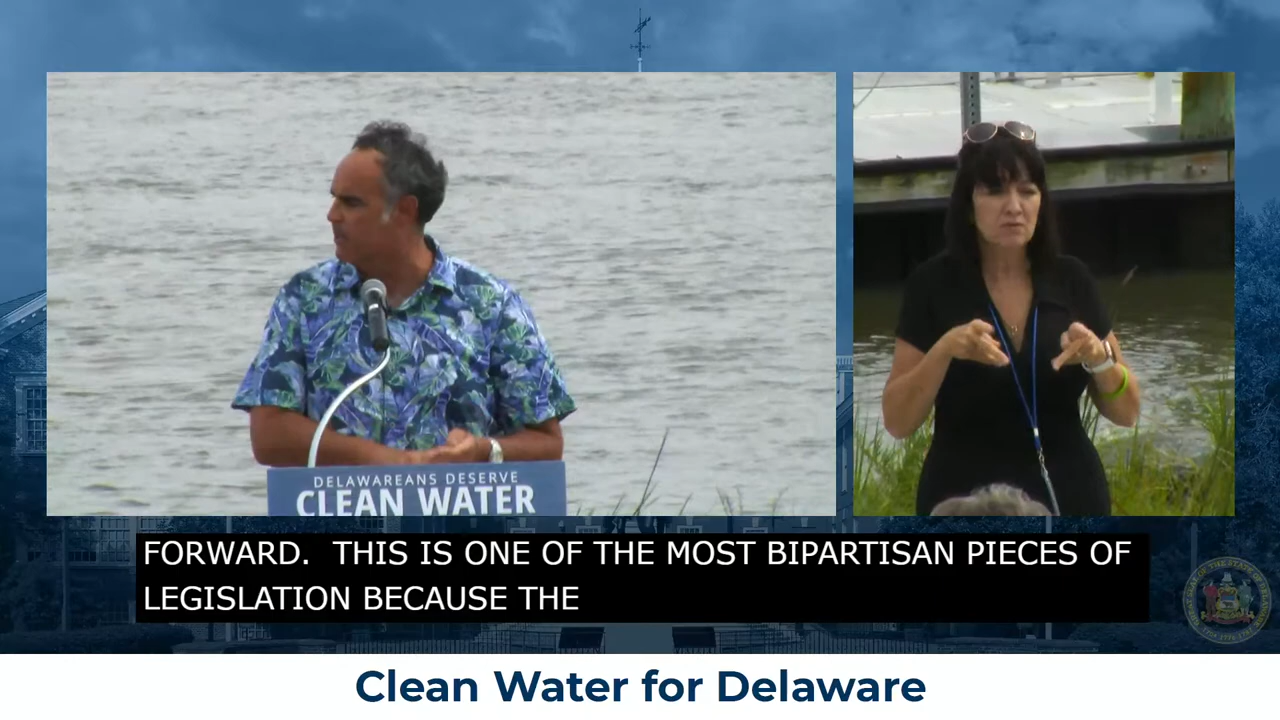 DELAWAREANS DESERVE
CLEAN WATER
FORWARD.  THIS IS ONE OF THE MOST BIPARTISAN PIECES OF
LEGISLATION BECAUSE THE
Clean Water for Delaware